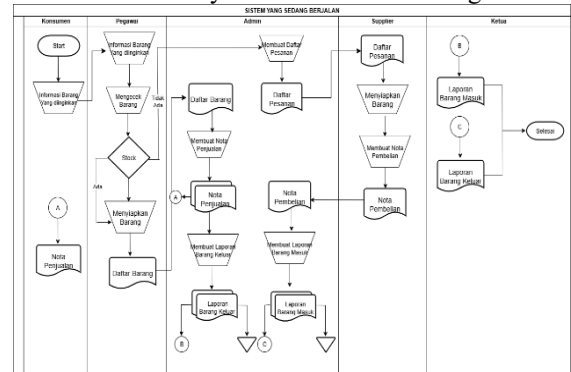 SISTEM YANG SEDANG BERJALAN
Konsumen
Pegawai
Admin
Supplier
Ketua
Start
Informasi Barang
Yang diinginkan
Informasi Barang
Yang diinginkan
Mengecek
Barang
Tidak
Ada
Stock
Ada
Menyiapkan
Barang
Daftar Barang
A
Nota
Penjualan
Daftar Barang
Membuat Nota
Penjualan
A
Nota
Penjualan
Membuat Laporan
Barang Keluar
Laporan
Barang Keluar
B
Membuat Daftar
Pesanan
Daftar
Pesanan
Nota
Pembelian
Membuat Laporan
Barang Masuk
Laporan
Barang Masuk
C
Daftar
Pesanan
Menyiapkan
Barang
Membuat Nota
Pembelian
Nota
Pembelian
B
Laporan
Barang Masuk
C
Laporan
Barang Keluar
Selesai